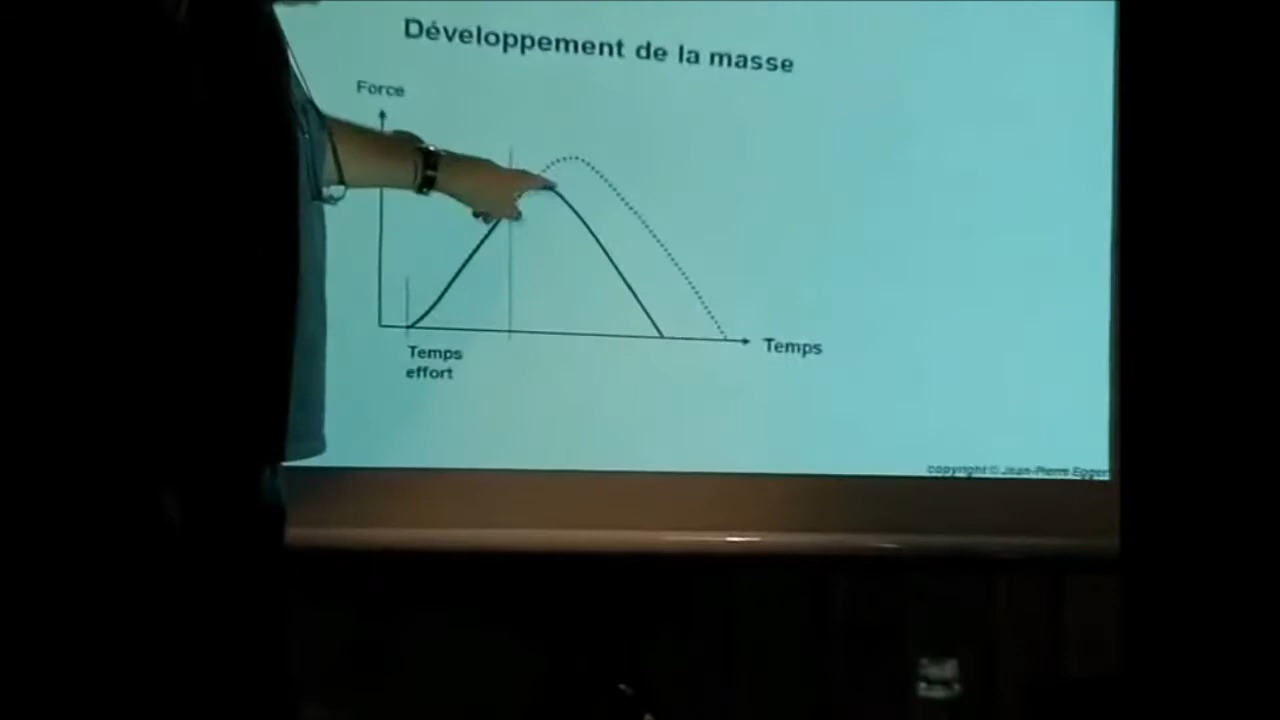 Développement de la masse
Force
Temps
effort
Temps
copyright © Jean-Pierre Egger